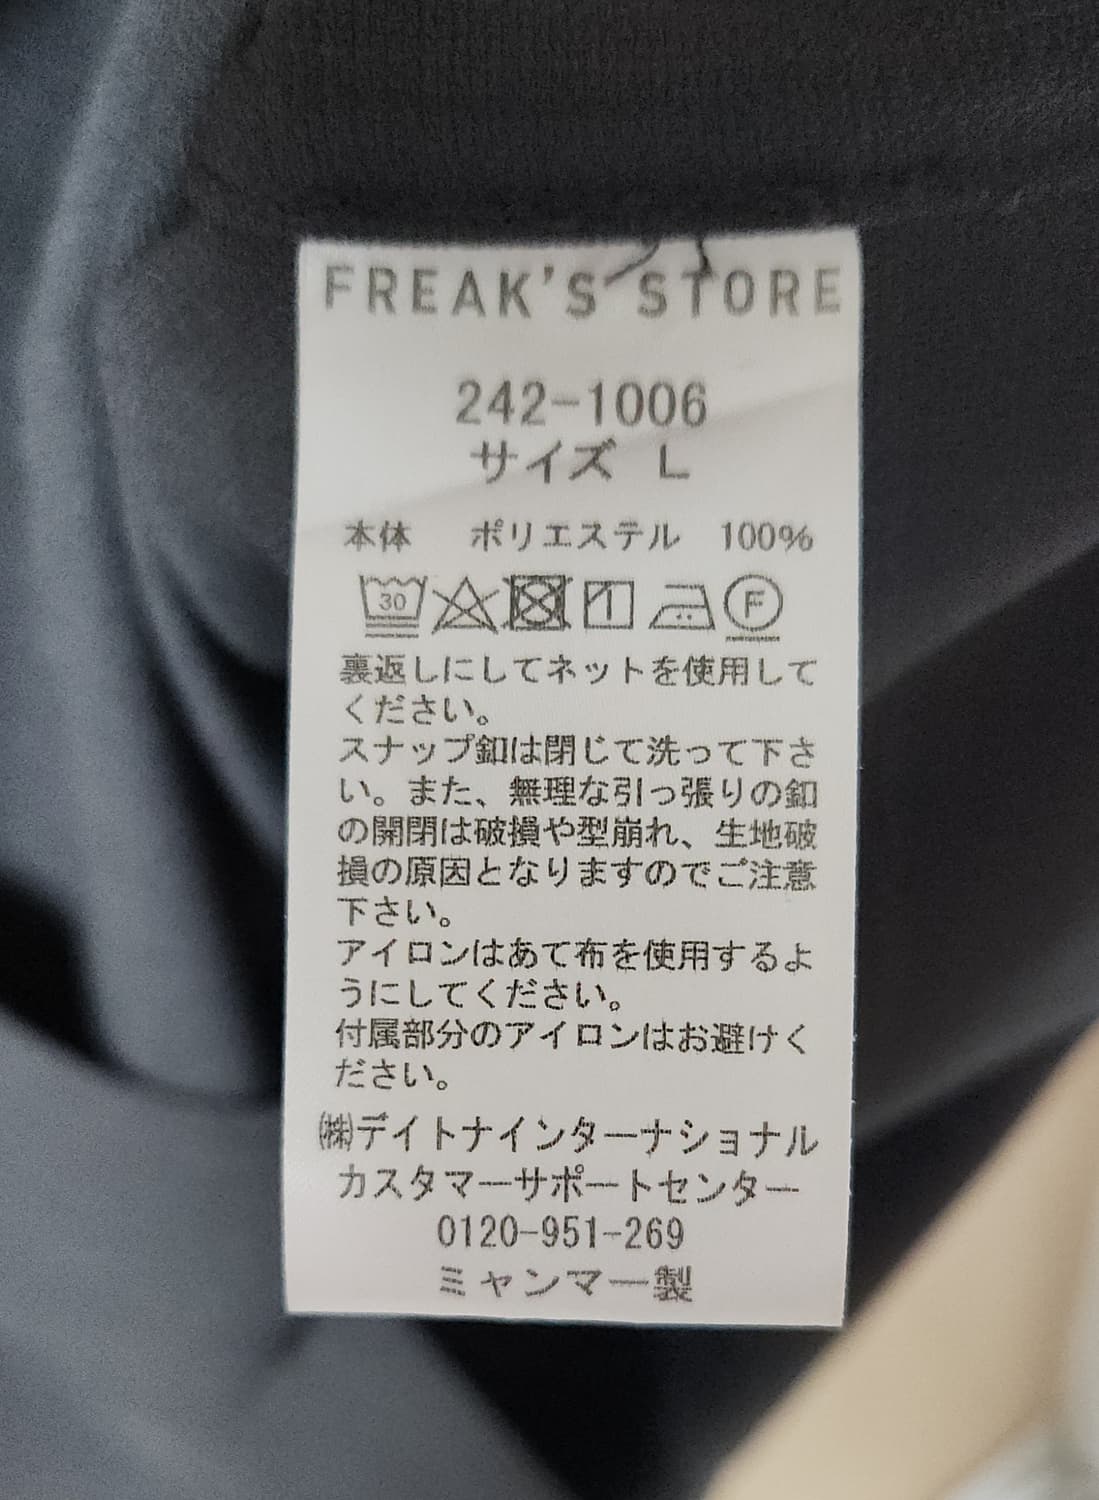 FREAK'S STORE
242-1006
サイズ L
本体 ポリエステル 100%
30 F
裏返しにしてネットを使用して
ください。
スナップ釦は閉じて洗って下さ
い。また、無理な引っ張りの釦
の開閉は破損や型崩れ、生地破
損の原因となりますのでご注意
下さい。
アイロンはあて布を使用するよ
うにしてください。
付属部分のアイロンはお避けく
ださい。
㈱デイトナインターナショナル
カスタマーサポートセンター
0120-951-269
ミャンマー製